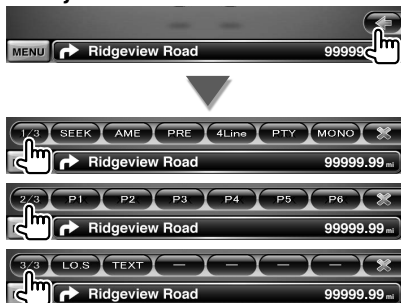 MENU Ridgeview Road 99999
1/3 SEEK AME PRE 4Line PTY MONO
Ridgeview Road 99999.99 mi
2/3 P1 P2 P3 P4 P5 P6
Ridgeview Road 99999.99 mi
3/3 LO.S TEXT
Ridgeview Road 99999.99 mi